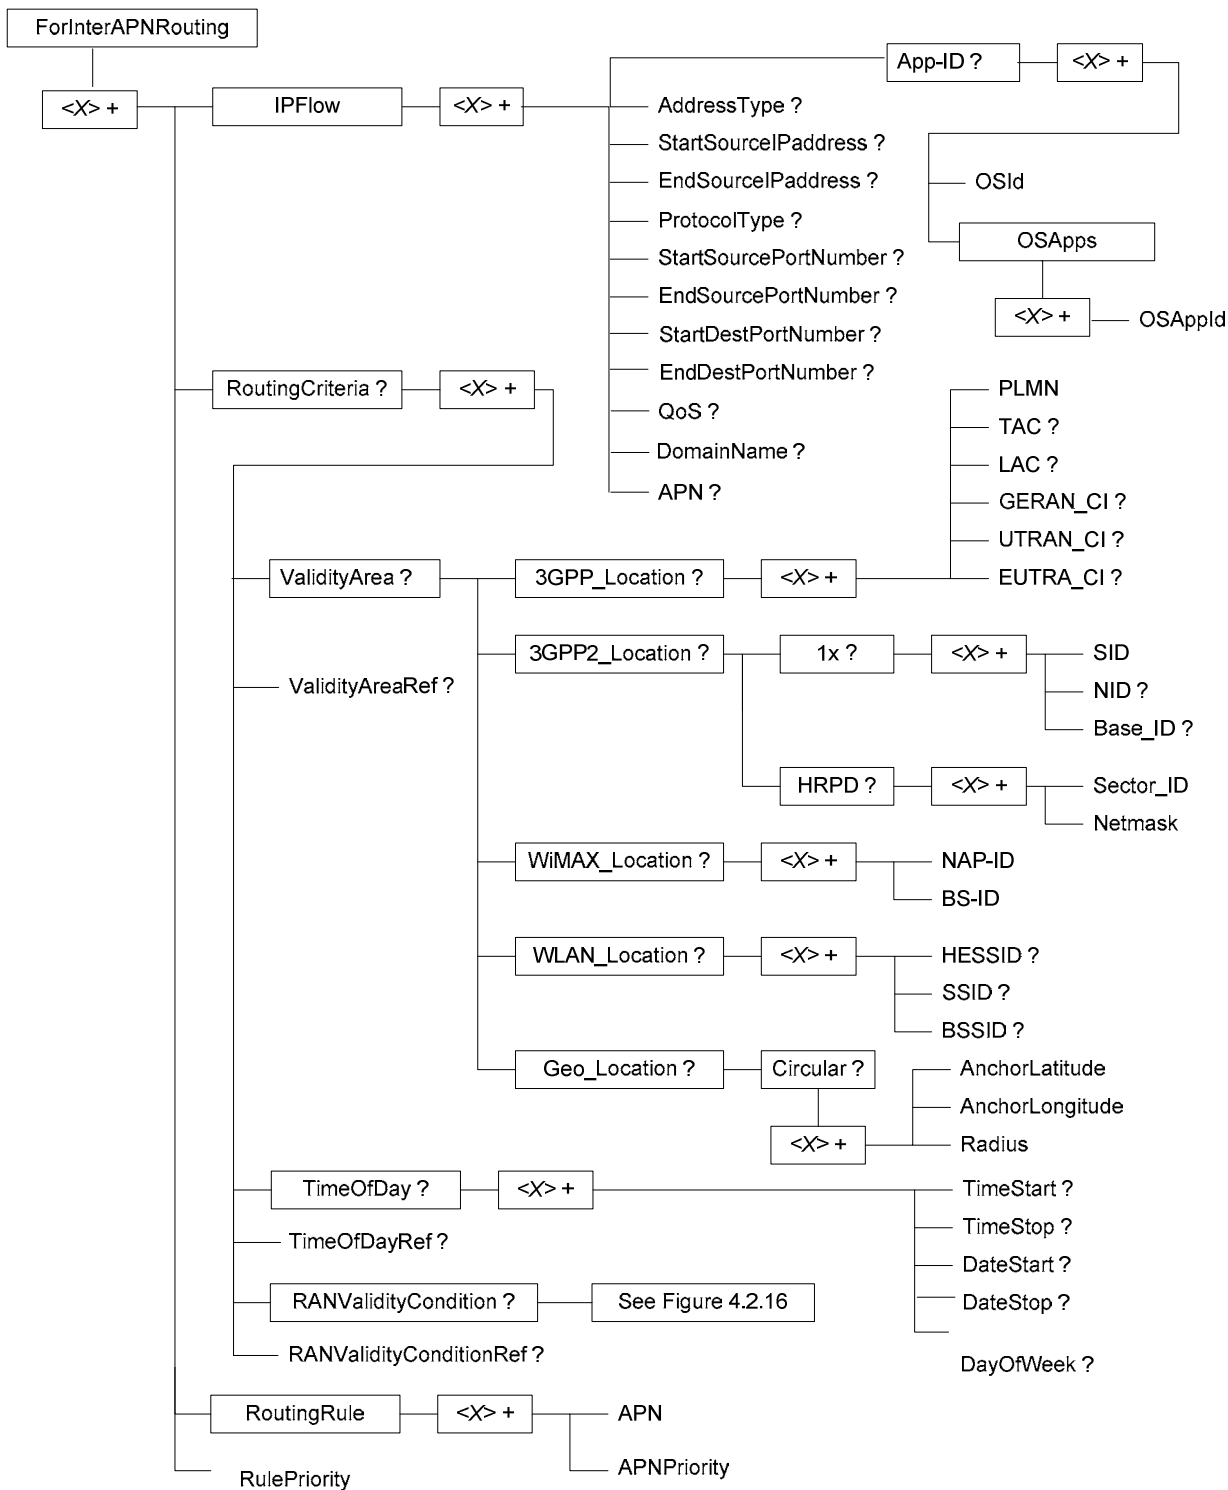 ForInterAPNRouting
App-ID ?
<X> +
<X> +
IPFlow
<X> +
AddressType ?
StartSourceIPaddress ?
EndSourceIPaddress ?
OSId
ProtocolType ?
OSApps
StartSourcePortNumber ?
EndSourcePortNumber ?
<X> +
OSAppId
StartDestPortNumber ?
EndDestPortNumber ?
RoutingCriteria ?
<X> +
PLMN
QoS ?
TAC ?
DomainName ?
LAC ?
APN ?
GERAN_CI ?
UTRAN_CI ?
ValidityArea ?
3GPP_Location ?
<X> +
EUTRA_CI ?
3GPP2_Location ?
1x ?
<X> +
SID
ValidityAreaRef ?
NID ?
Base_ID ?
HRPD ?
<X> +
Sector_ID
Netmask
WiMAX_Location ?
<X> +
NAP-ID
BS-ID
WLAN_Location ?
<X> +
HESSID ?
SSID ?
BSSID ?
Geo_Location ?
Circular ?
AnchorLatitude
AnchorLongitude
<X> +
Radius
TimeOfDay ?
<X> +
TimeStart ?
TimeStop ?
TimeOfDayRef ?
DateStart ?
RANValidityCondition ?
See Figure 4.2.16
DateStop ?
RANValidityConditionRef ?
DayOfWeek ?
RoutingRule
<X> +
APN
APNPriority
RulePriority